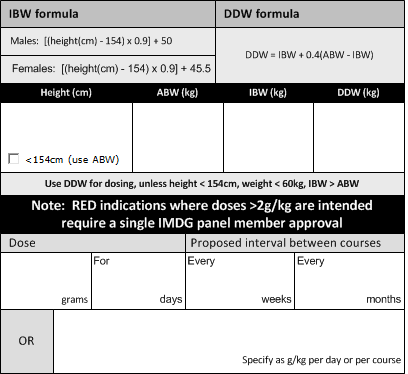 IBW formula
DDW formula
Males:  [(height(cm) - 154) x 0.9] + 50
Females:  [(height(cm) - 154) x 0.9] + 45.5
DDW = IBW + 0.4(ABW - IBW)
Height (cm)
ABW (kg)
IBW (kg)
DDW (kg)
<154cm (use ABW)
Use DDW for dosing, unless height < 154cm, weight < 60kg, IBW > ABW
Note:  RED indications where doses >2g/kg are intended
require a single IMDG panel member approval
Dose
Proposed interval between courses
For
Every
Every
grams
days
weeks
months
OR
Specify as g/kg per day or per course